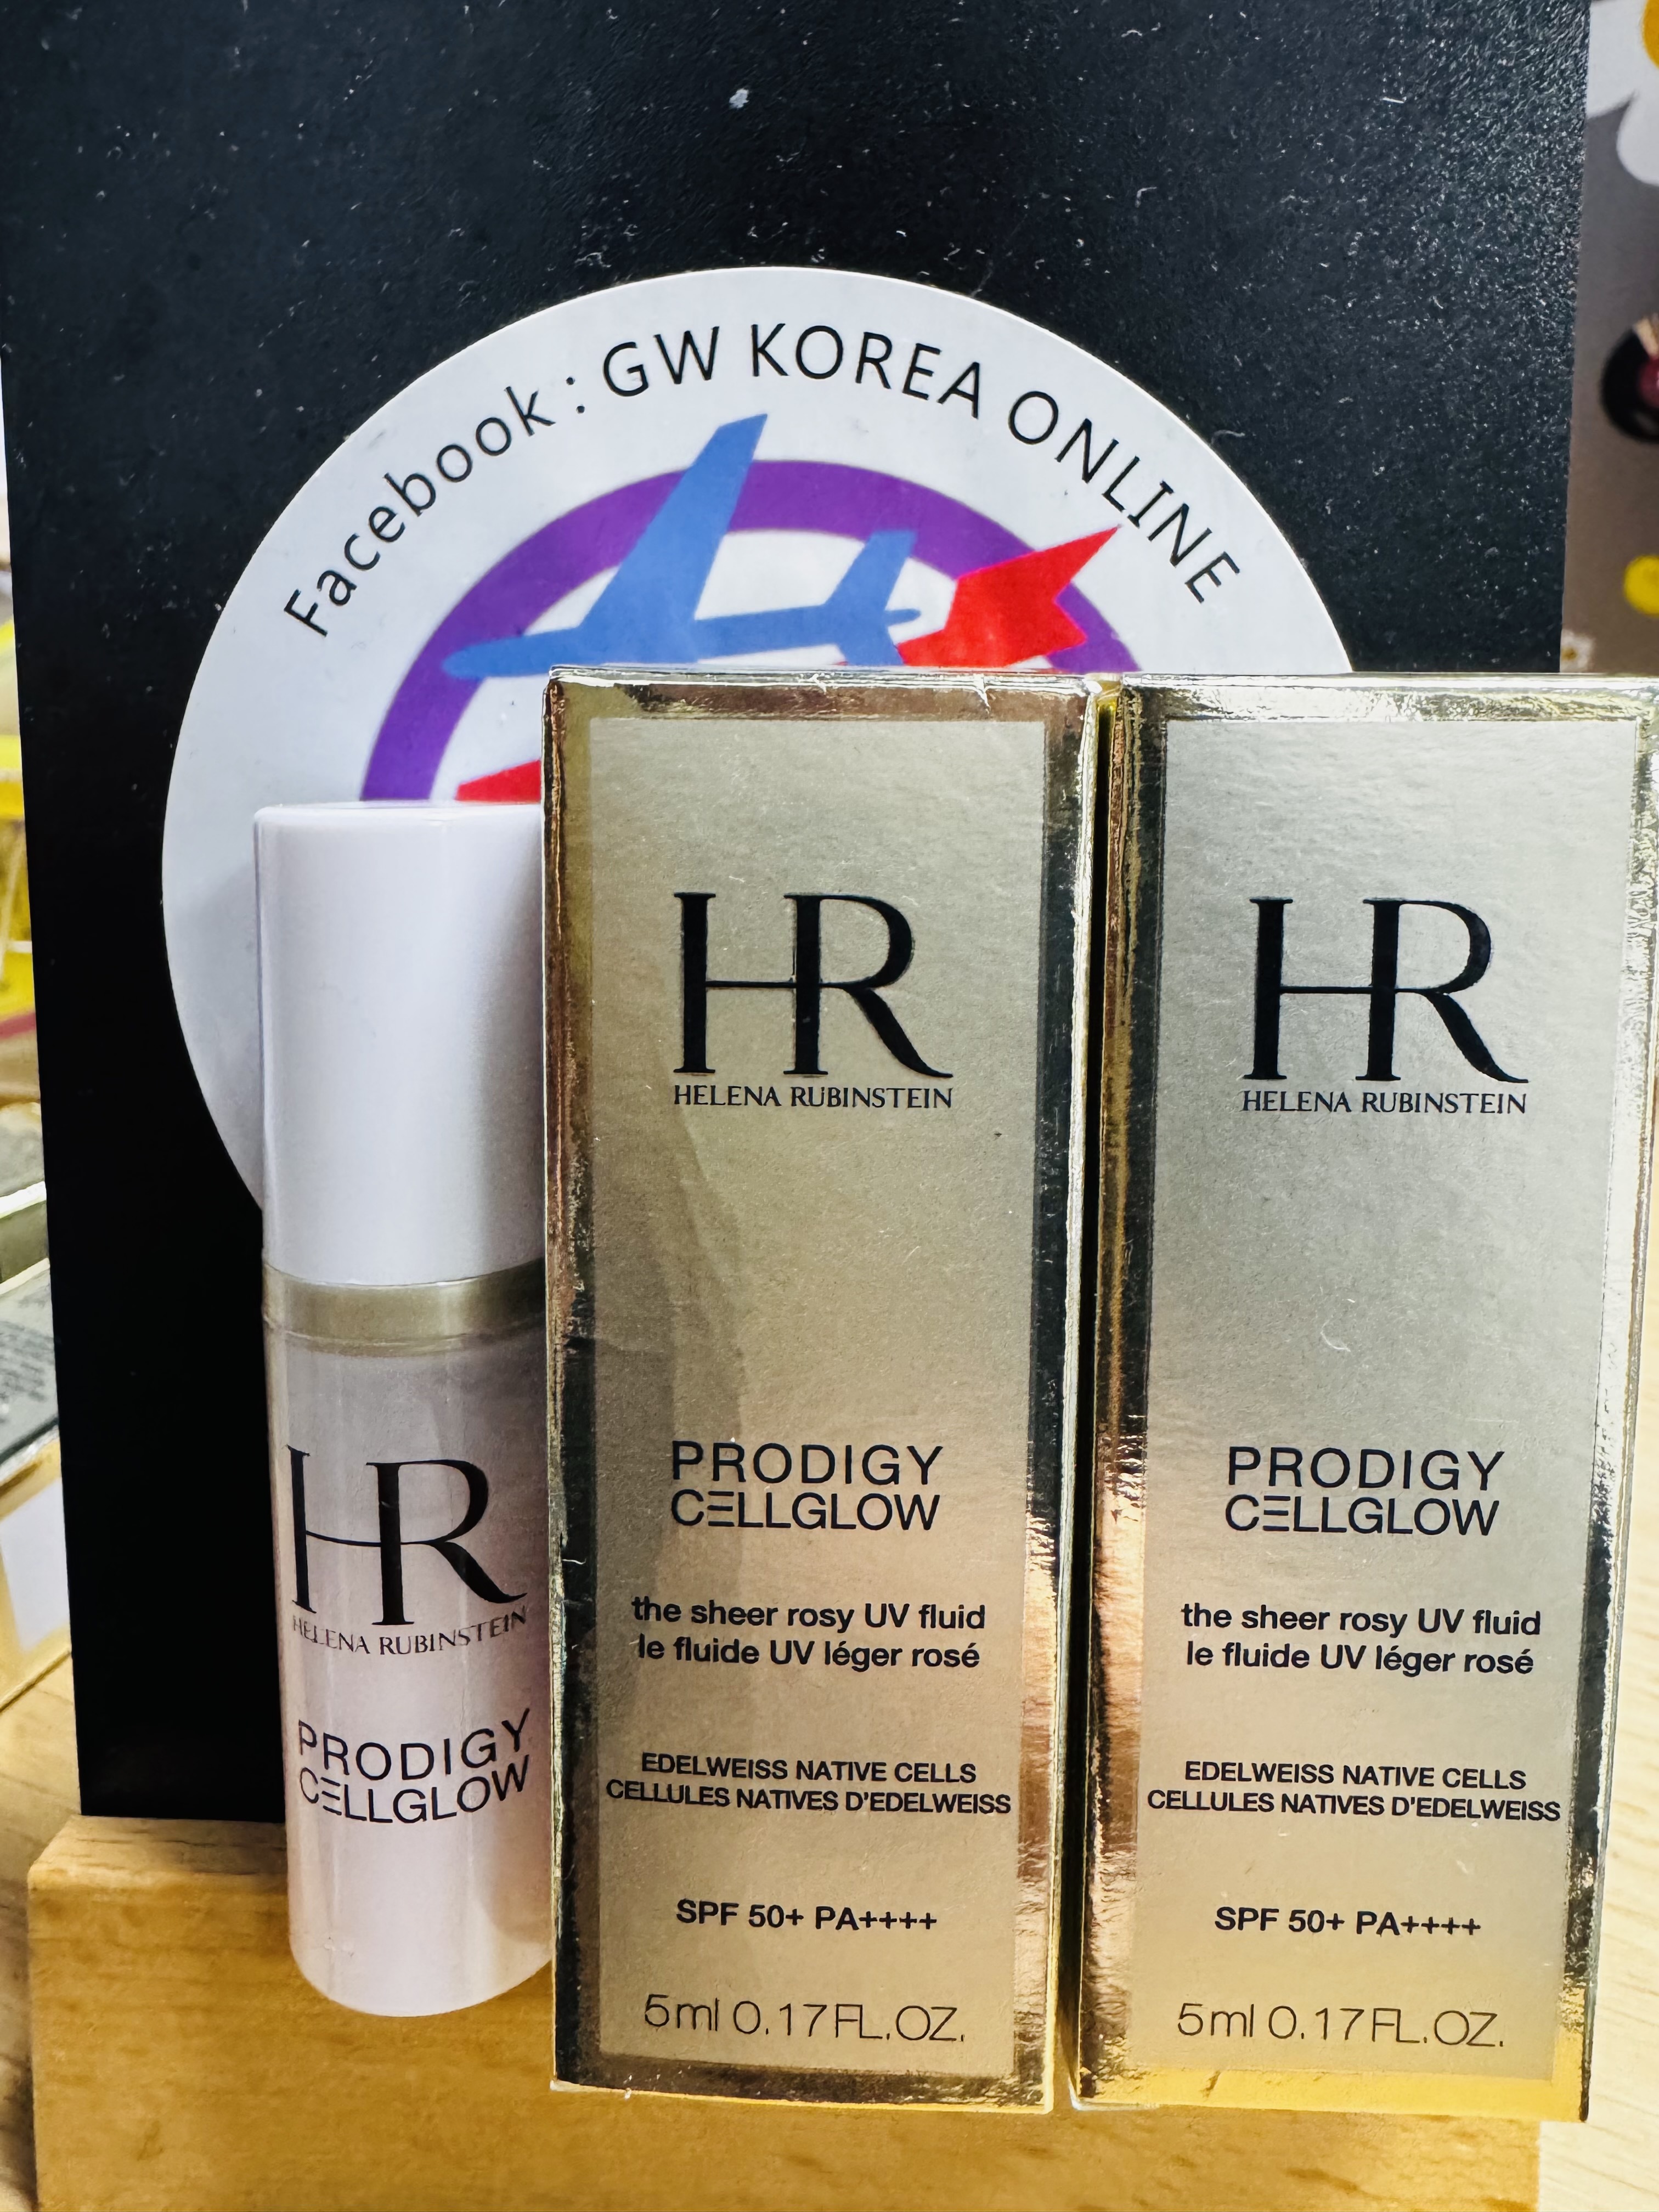 Facebook : GW KOREA ONLINE
HR
HELENA RUBINSTEIN
PRODIGY
CELLGLOW
HR
HELENA RUBINSTEIN
PRODIGY
CELLGLOW
the sheer rosy UV fluid
le fluide UV léger rosé
EDELWEISS NATIVE CELLS
CELLULES NATIVES D'EDELWEISS
SPF 50+ PA++++
5ml 0.17FL.OZ.
HR
HELENA RUBINSTEIN
PRODIGY
CELLGLOW
the sheer rosy UV fluid
le fluide UV léger rosé
EDELWEISS NATIVE CELLS
CELLULES NATIVES D'EDELWEISS
SPF 50+ PA++++
5ml 0.17FL.OZ.